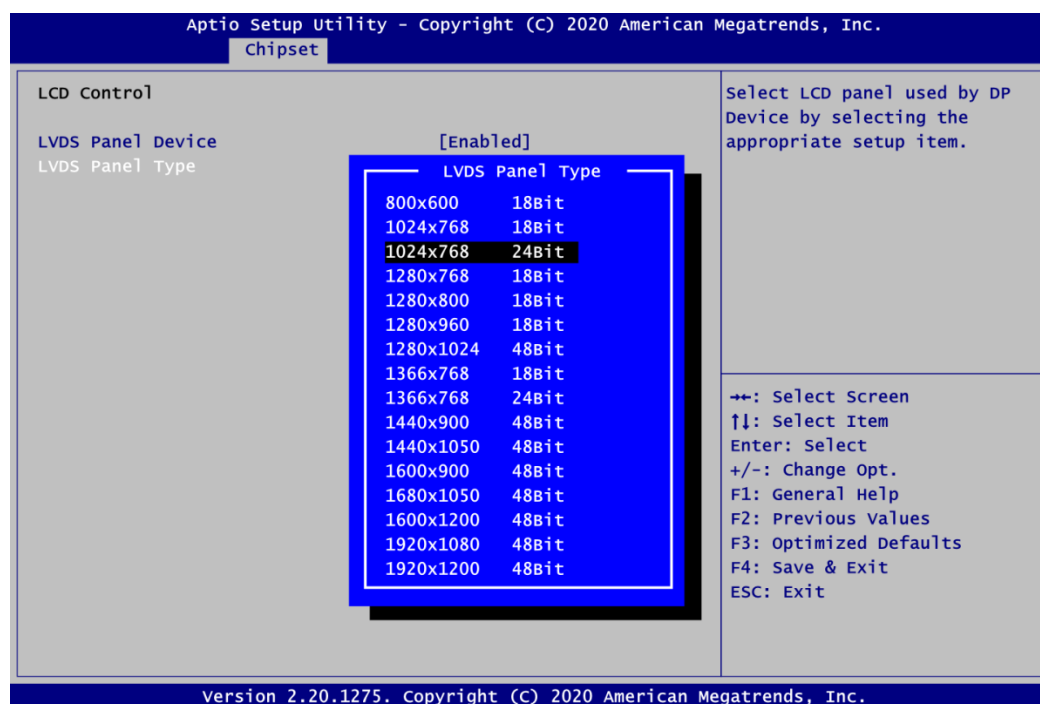 Aptio Setup Utility - Copyright (C) 2020 American Megatrends, Inc.
Chipset
LCD Control
LVDS Panel Device [Enabled]
LVDS Panel Type
LVDS Panel Type
800x600 18Bit
1024x768 18Bit
1024x768 24Bit
1280x768 18Bit
1280x800 18Bit
1280x960 18Bit
1280x1024 48Bit
1366x768 18Bit
1366x768 24Bit
1440x900 48Bit
1440x1050 48Bit
1600x900 48Bit
1680x1050 48Bit
1600x1200 48Bit
1920x1080 48Bit
1920x1200 48Bit
Select LCD panel used by DP
Device by selecting the
appropriate setup item.
→←: Select Screen
↑↓: Select Item
Enter: Select
+/-: Change Opt.
F1: General Help
F2: Previous Values
F3: Optimized Defaults
F4: Save & Exit
ESC: Exit
Version 2.20.1275. Copyright (C) 2020 American Megatrends, Inc.